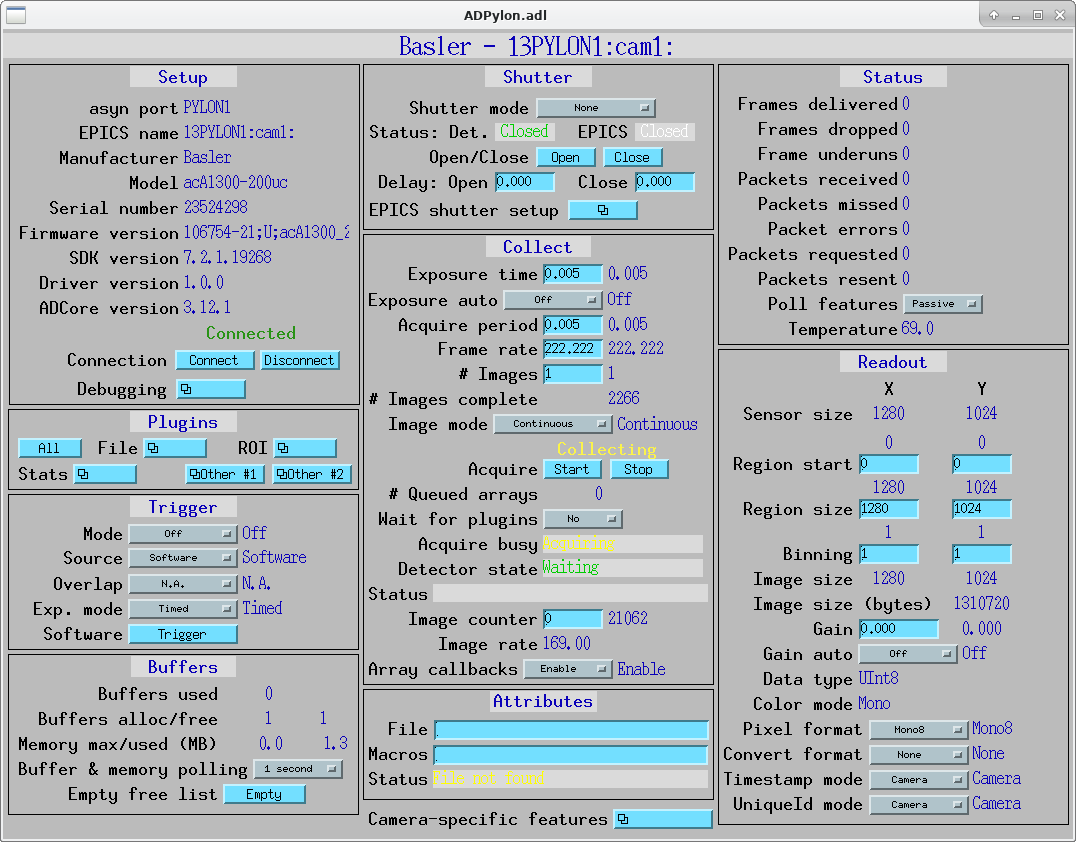 ADPylon.adl
Basler - 13PYLON1:cam1:
Setup
asyn port PYLON1
EPICS name 13PYLON1:cam1:
Manufacturer Basler
Model acA1300-200uc
Serial number 23524298
Firmware version 106754-21;U;acA1300_2
SDK version 7.2.1.19268
Driver version 1.0.0
ADCore version 3.12.1
Connected
Connection Connect Disconnect
Debugging
Plugins
All File ROI
Stats Other #1 Other #2
Trigger
Mode Off Off
Source Software Software
Overlap N.A. N.A.
Exp. mode Timed Timed
Software Trigger
Buffers
Buffers used 0
Buffers alloc/free 1 1
Memory max/used (MB) 0.0 1.3
Buffer & memory polling 1 second
Empty free list Empty
Shutter
Shutter mode None
Status: Det. Closed EPICS Closed
Open/Close Open Close
Delay: Open 0.000 Close 0.000
EPICS shutter setup
Collect
Exposure time 0.005 0.005
Exposure auto Off Off
Acquire period 0.005 0.005
Frame rate 222.222 222.222
# Images 1 1
# Images complete 2266
Image mode Continuous Continuous
Collecting
Acquire Start Stop
# Queued arrays 0
Wait for plugins No
Acquire busy Acquiring
Detector state Waiting
Status
Image counter 0 21062
Image rate 169.00
Array callbacks Enable Enable
Attributes
File
Macros
Status File not found
Camera-specific features
Status
Frames delivered 0
Frames dropped 0
Frame underuns 0
Packets received 0
Packets missed 0
Packet errors 0
Packets requested 0
Packets resent 0
Poll features Passive
Temperature 69.0
Readout
X Y
Sensor size 1280 1024
0 0
Region start 0 0
1280 1024
Region size 1280 1024
1 1
Binning 1 1
Image size 1280 1024
Image size (bytes) 1310720
Gain 0.000 0.000
Gain auto Off Off
Data type UInt8
Color mode Mono
Pixel format Mono8 Mono8
Convert format None None
Timestamp mode Camera Camera
UniqueId mode Camera Camera